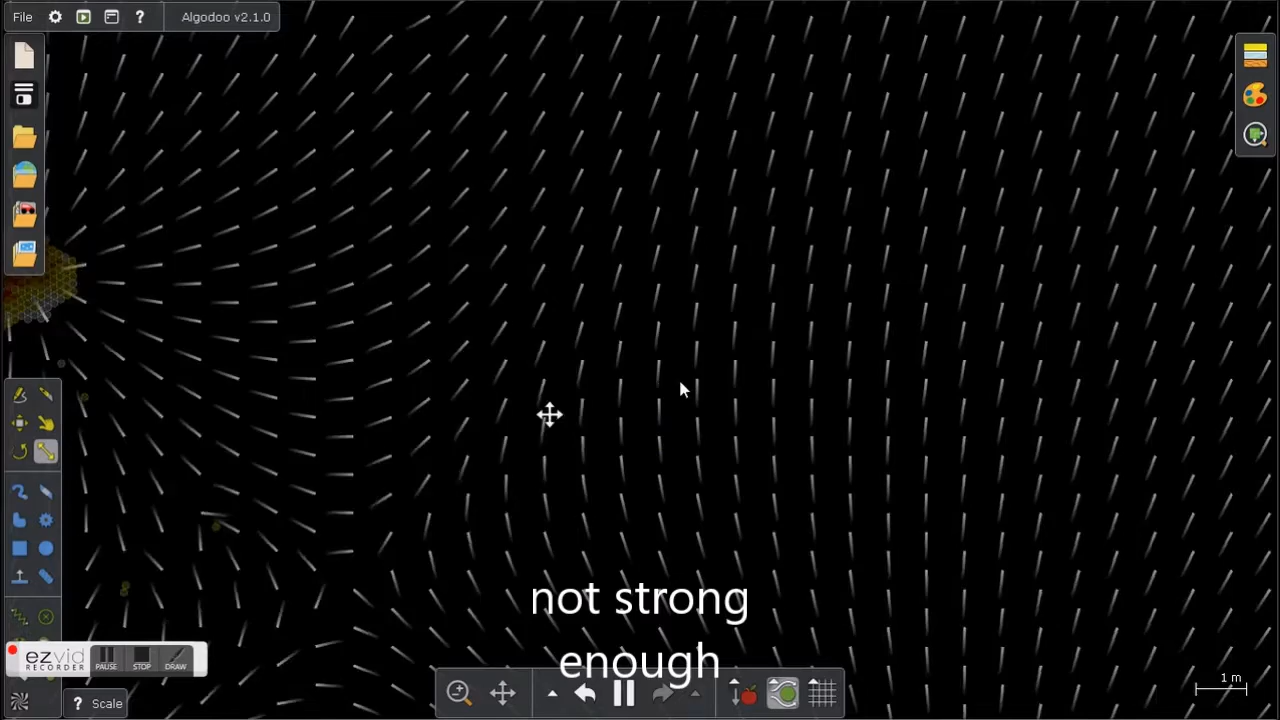 File ? Algodoo v2.1.0
not strong
enough
ezvid
RECORDER
PAUSE STOP DRAW
? Scale
1 m